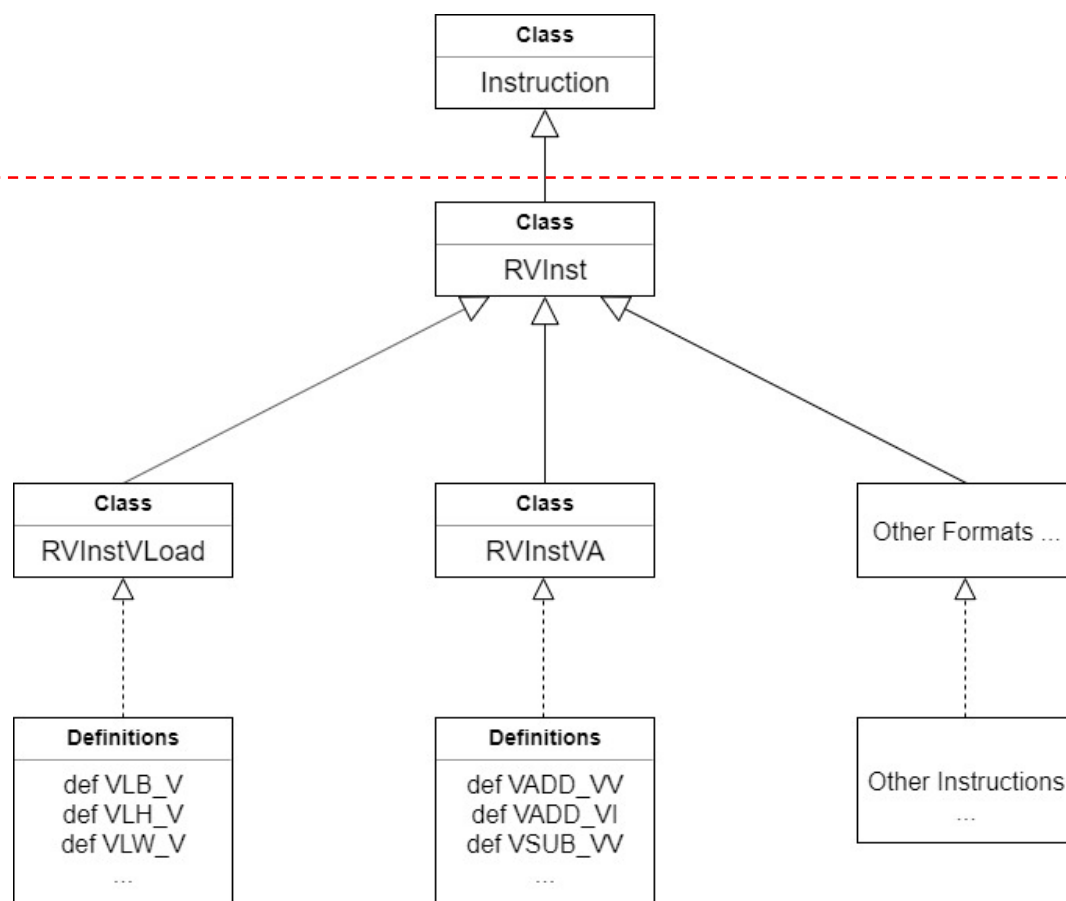 Class
Instruction
Class
RVInst
Class
RVInstVLoad
Class
RVInstVA
Other Formats ...
Definitions
def VLB_V
def VLH_V
def VLW_V
...
Definitions
def VADD_VV
def VADD_VI
def VSUB_VV
...
Other Instructions
...